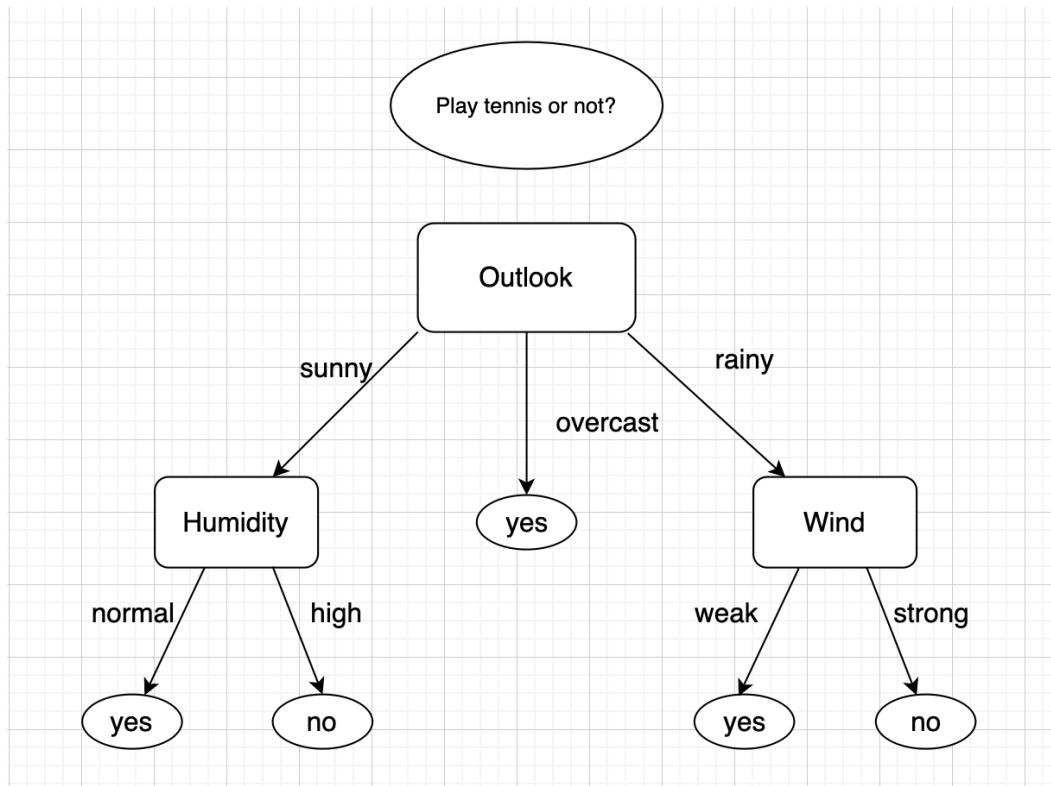 Play tennis or not?
Outlook
sunny
rainy
overcast
Humidity
yes
Wind
normal
high
weak
strong
yes
no
yes
no